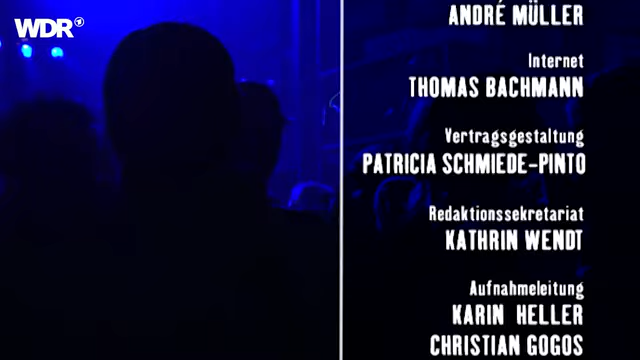 WDR
ANDRÉ MÜLLER
Internet
THOMAS BACHMANN
Vertragsgestaltung
PATRICIA SCHMIEDE-PINTO
Redaktionssekretariat
KATHRIN WENDT
Aufnahmeleitung
KARIN HELLER
CHRISTIAN GOGOS